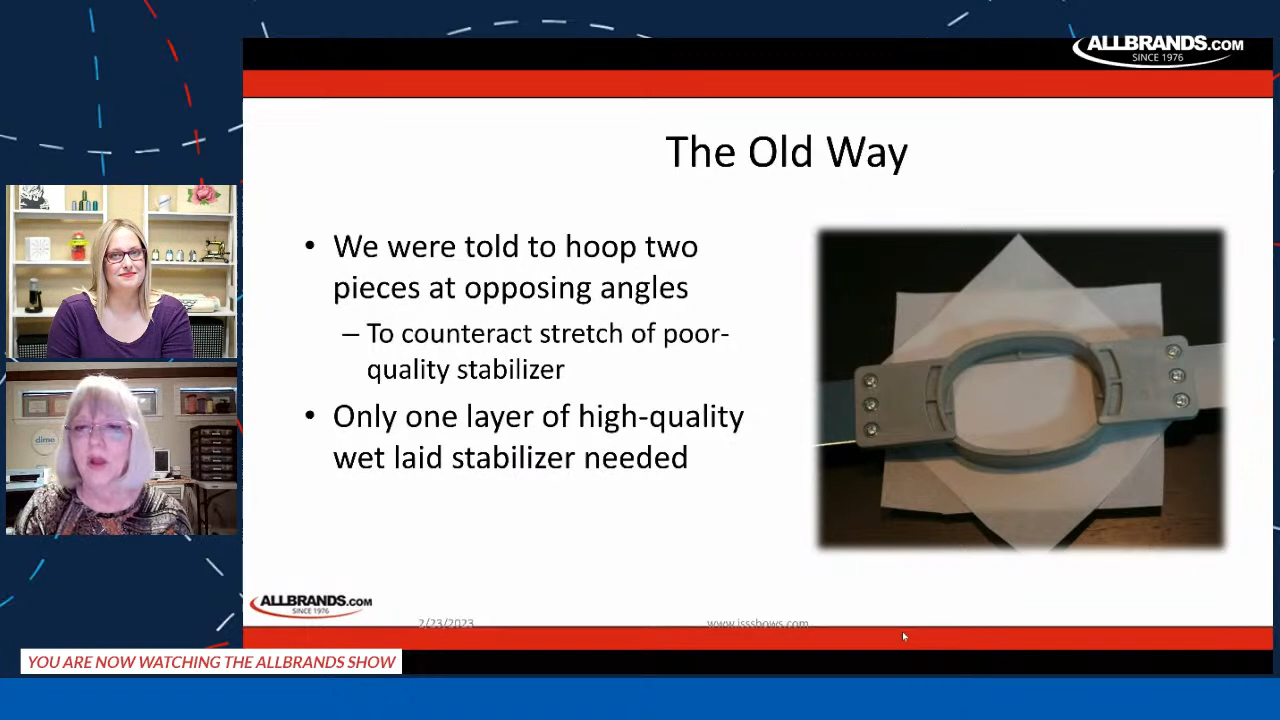 ALLBRANDS.COM
SINCE 1976
The Old Way
• We were told to hoop two
pieces at opposing angles
– To counteract stretch of poor-
quality stabilizer
• Only one layer of high-quality
wet laid stabilizer needed
dime
ALLBRANDS.COM
SINCE 1976
2/23/2023
www.issshows.com
YOU ARE NOW WATCHING THE ALLBRANDS SHOW